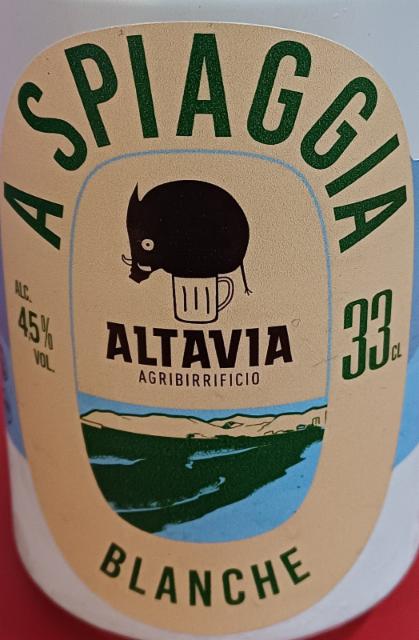 A SPIAGGIA
ALTAVIA
AGRIBIRRIFICIO
ALC.
4.5%
VOL.
33 CL
BLANCHE